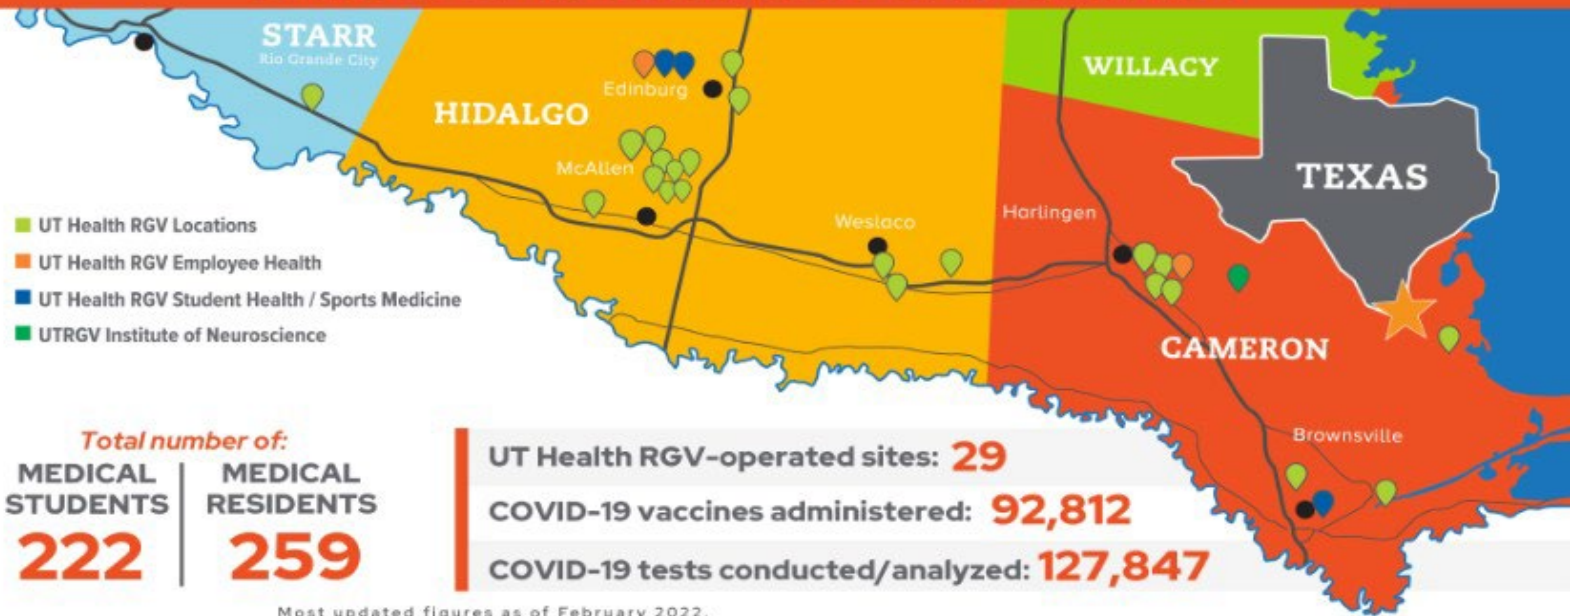 STARR
Rio Grande City
HIDALGO
Edinburg
McAllen
Weslaco
WILLACY
TEXAS
Harlingen
CAMERON
Brownsville
UT Health RGV Locations
UT Health RGV Employee Health
UT Health RGV Student Health / Sports Medicine
UTRGV Institute of Neuroscience
Total number of:
MEDICAL
STUDENTS
222
MEDICAL
RESIDENTS
259
UT Health RGV-operated sites: 29
COVID-19 vaccines administered: 92,812
COVID-19 tests conducted/analyzed: 127,847
Most updated figures as of February 2022.